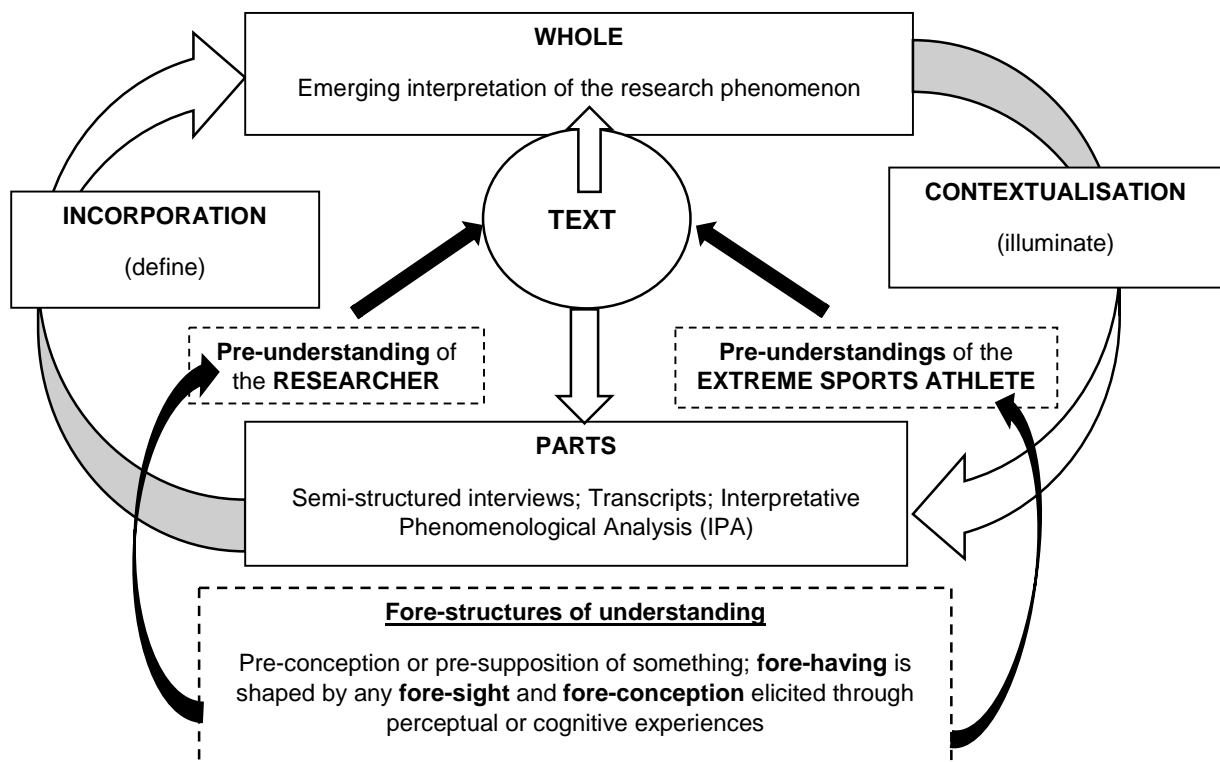 WHOLE
Emerging interpretation of the research phenomenon
INCORPORATION
(define)
TEXT
CONTEXTUALISATION
(illuminate)
Pre-understanding of
the RESEARCHER
Pre-understandings of the
EXTREME SPORTS ATHLETE
PARTS
Semi-structured interviews; Transcripts; Interpretative
Phenomenological Analysis (IPA)
Fore-structures of understanding
Pre-conception or pre-supposition of something; fore-having is
shaped by any fore-sight and fore-conception elicited through
perceptual or cognitive experiences